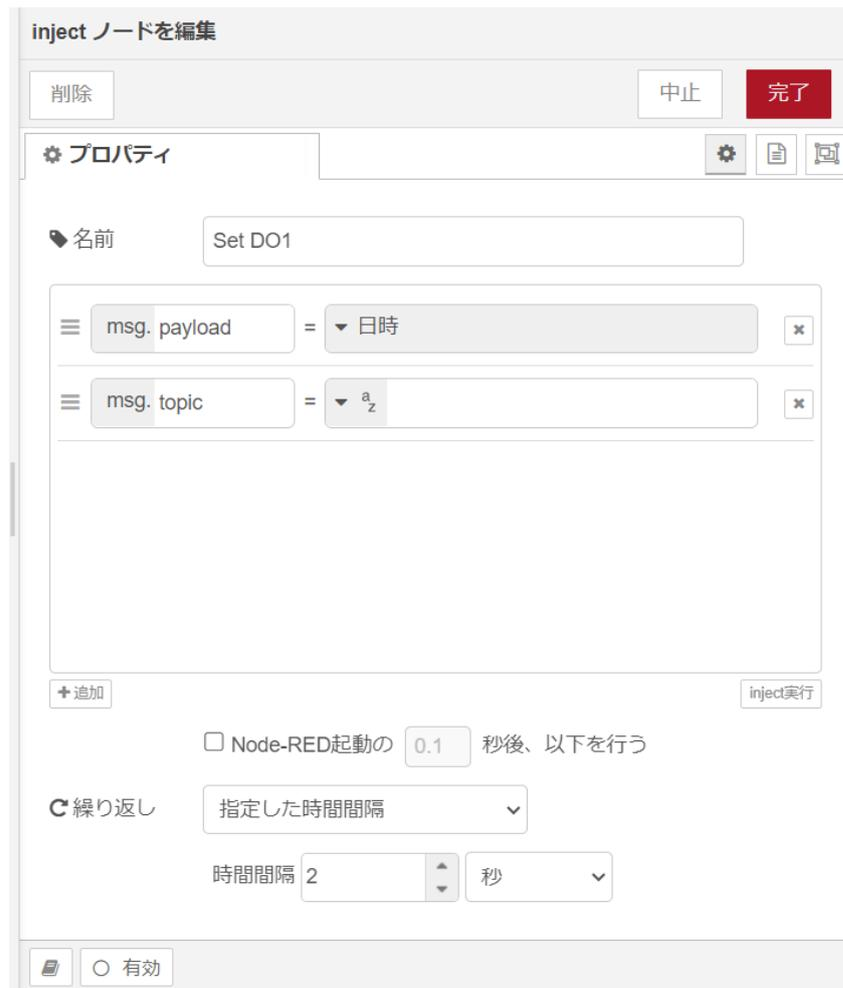 inject ノードを編集
削除 中止 完了
プロパティ
名前 Set DO1
msg. payload = 日時
msg. topic = az
追加 inject実行
Node-RED起動の 0.1 秒後、以下を行う
繰り返し 指定した時間間隔
時間間隔 2 秒
有効